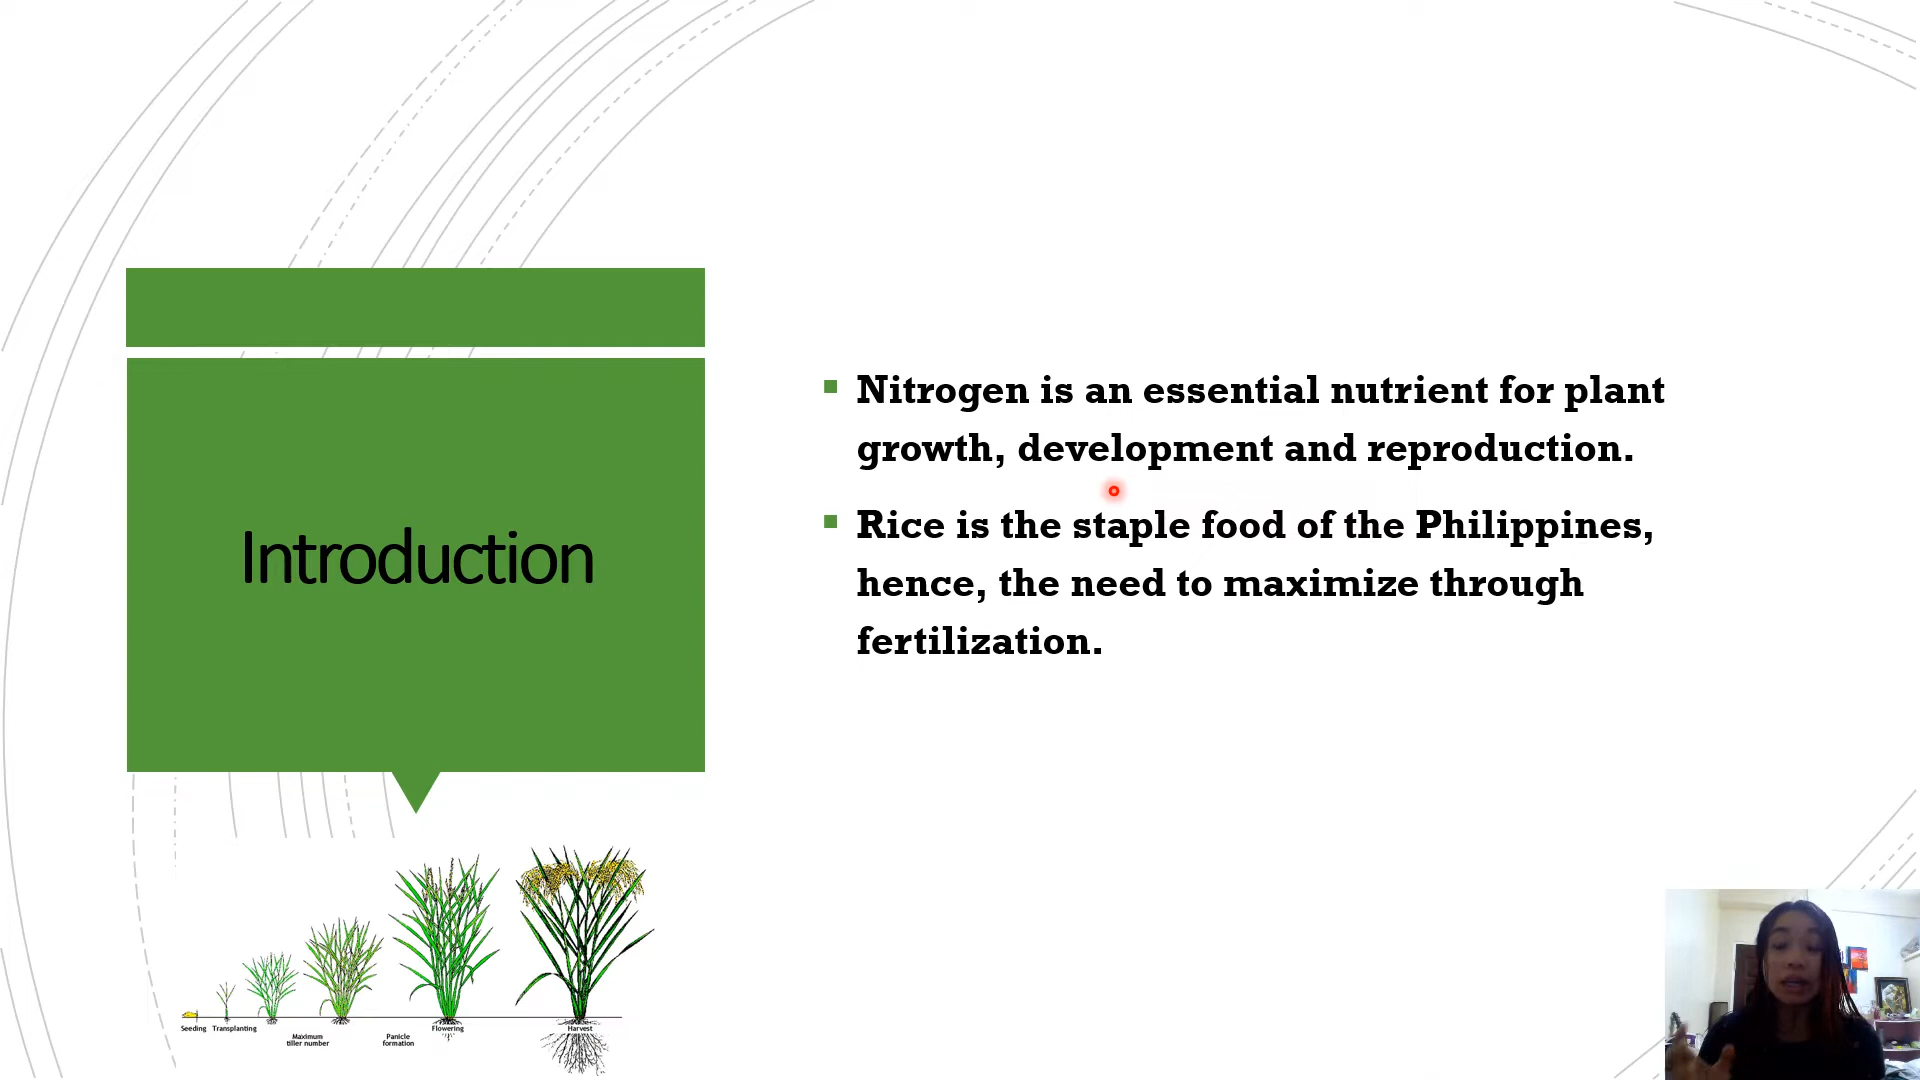 Introduction
Nitrogen is an essential nutrient for plant
growth, development and reproduction.
Rice is the staple food of the Philippines,
hence, the need to maximize through
fertilization.
Seeding
Transplanting
Maximum
tiller number
Panicle
formation
Flowering
Harvest